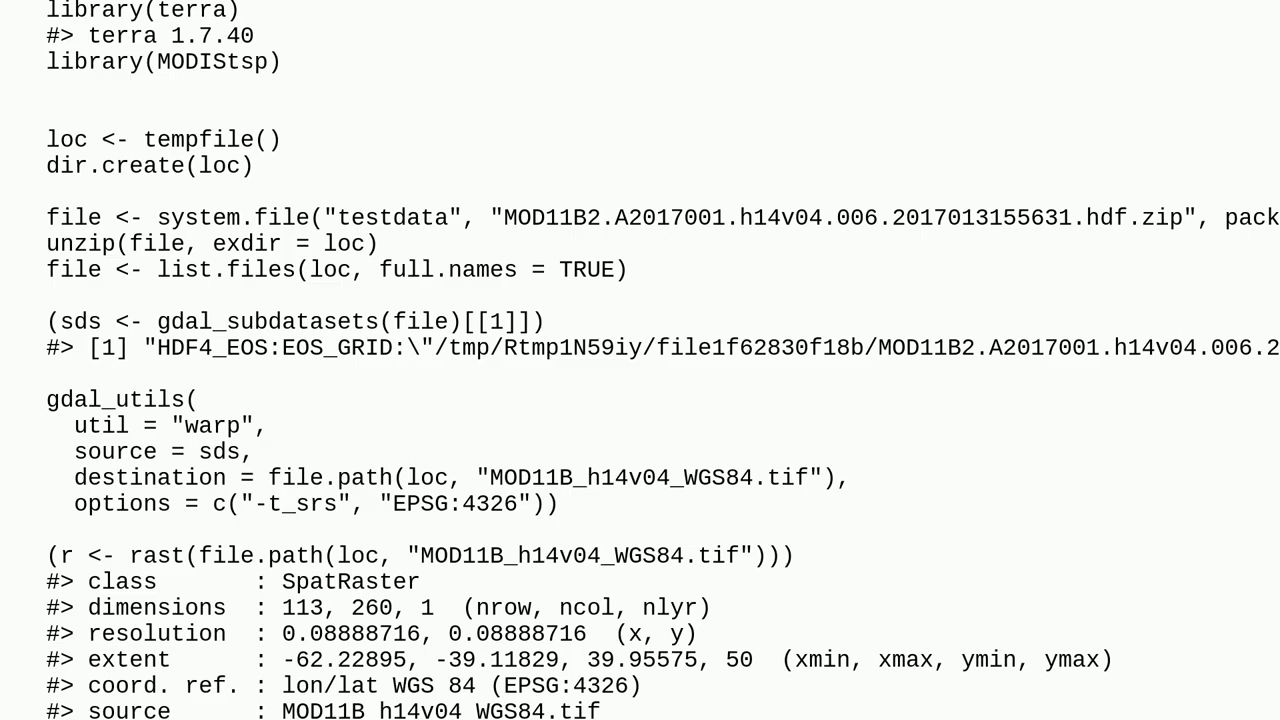 library(terra)
#> terra 1.7.40
library(MODIStsp)
loc <- tempfile()
dir.create(loc)
file <- system.file("testdata", "MOD11B2.A2017001.h14v04.006.2017013155631.hdf.zip", pack
unzip(file, exdir = loc)
file <- list.files(loc, full.names = TRUE)
(sds <- gdal_subdatasets(file)[[1]])
#> [1] "HDF4_EOS:EOS_GRID:\"/tmp/Rtmp1N59iy/file1f62830f18b/MOD11B2.A2017001.h14v04.006.2
gdal_utils(
  util = "warp",
  source = sds,
  destination = file.path(loc, "MOD11B_h14v04_WGS84.tif"),
  options = c("-t_srs", "EPSG:4326"))
(r <- rast(file.path(loc, "MOD11B_h14v04_WGS84.tif")))
#> class       : SpatRaster
#> dimensions  : 113, 260, 1  (nrow, ncol, nlyr)
#> resolution  : 0.08888716, 0.08888716  (x, y)
#> extent      : -62.22895, -39.11829, 39.95575, 50  (xmin, xmax, ymin, ymax)
#> coord. ref. : lon/lat WGS 84 (EPSG:4326)
#> source      : MOD11B_h14v04_WGS84.tif